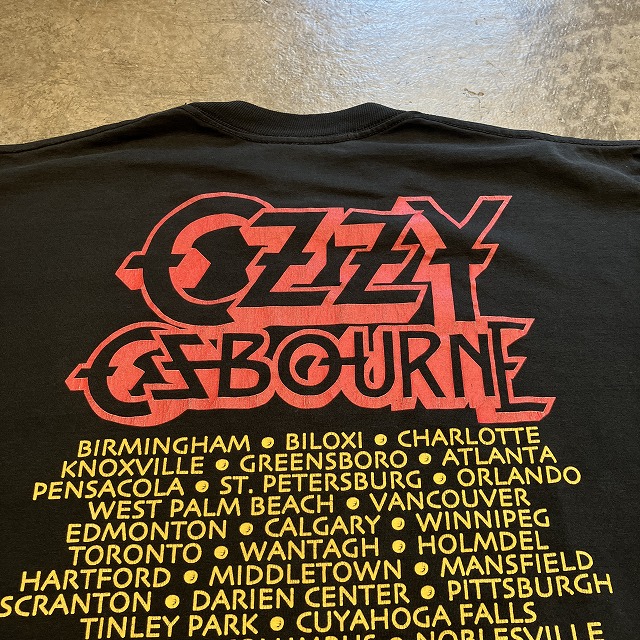 OZZY
OSBOURNE
BIRMINGHAM • BILOXI • CHARLOTTE
KNOXVILLE • GREENSBORO • ATLANTA
PENSACOLA • ST. PETERSBURG • ORLANDO
WEST PALM BEACH • VANCOUVER
EDMONTON • CALGARY • WINNIPEG
TORONTO • WANTAGH • HOLMDEL
HARTFORD • MIDDLETOWN • MANSFIELD
SCRANTON • DARIEN CENTER • PITTSBURGH
TINLEY PARK • CUYAHOGA FALLS
NOBLESVILLE